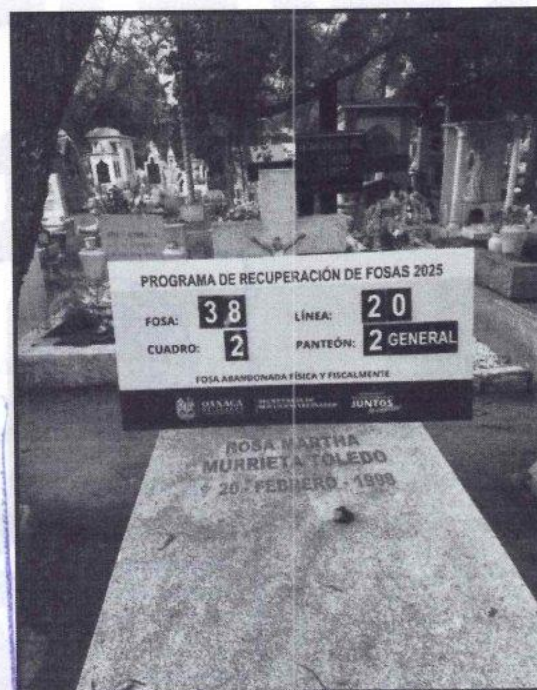 PROGRAMA DE RECUPERACIÓN DE FOSAS 2025
FOSA: 38 LÍNEA: 20
CUADRO: 2 PANTEÓN: 2 GENERAL
FOSA ABANDONADA FÍSICA Y FISCALMENTE
OAXACA
JUNTOS
ROSA MARTHA
MURRIETA TOLEDO
20 - FEBRERO - 1998